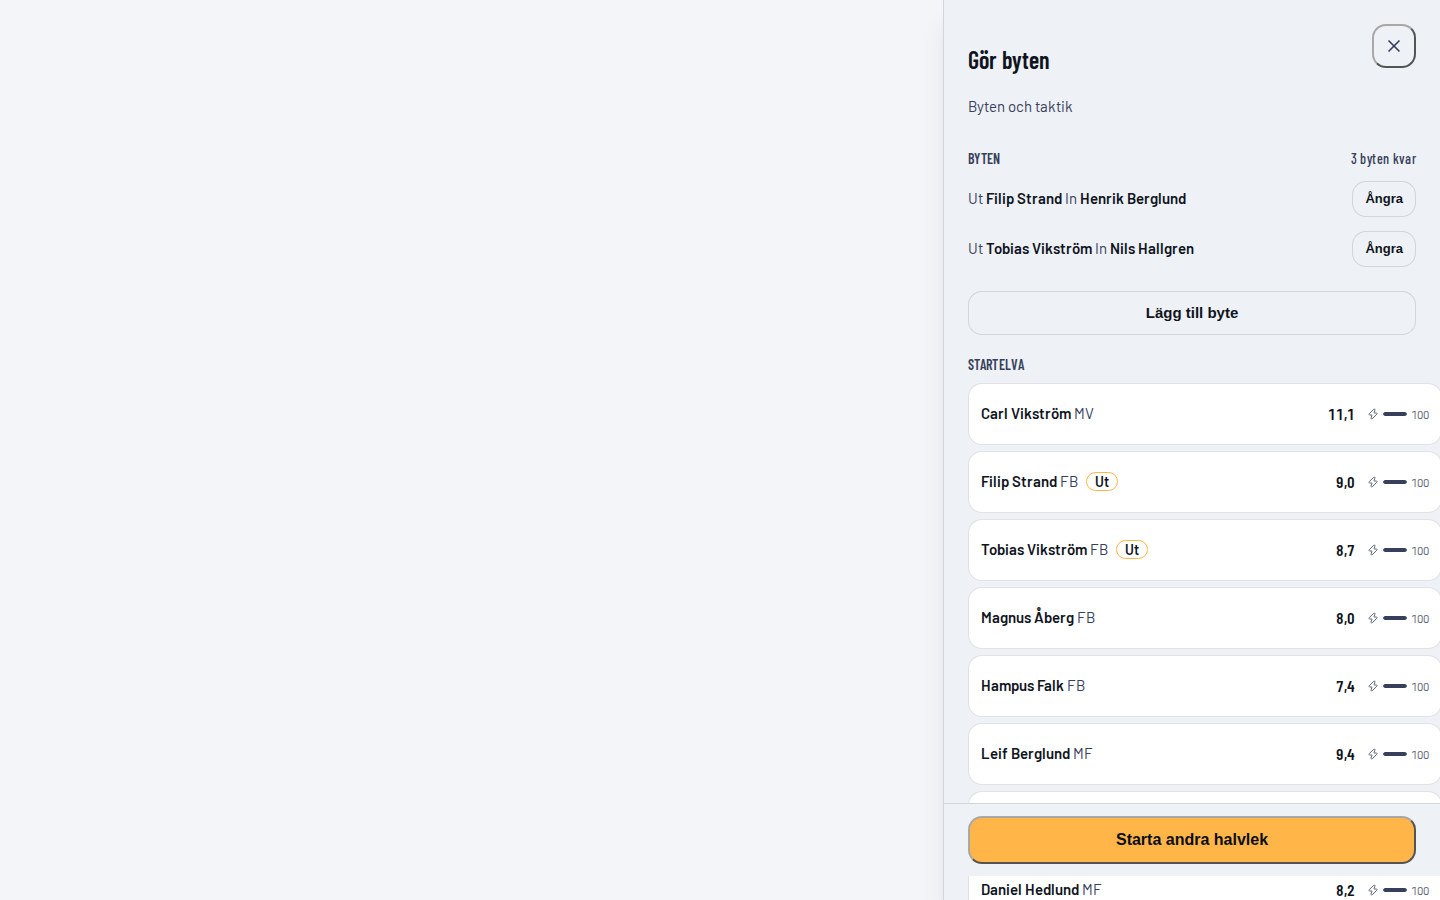 Gör byten
Byten och taktik
BYTEN 3 byten kvar
Ut Filip Strand In Henrik Berglund Ångra
Ut Tobias Vikström In Nils Hallgren Ångra
Lägg till byte
STARTELVA
Carl Vikström MV 11,1 100
Filip Strand FB Ut 9,0 100
Tobias Vikström FB Ut 8,7 100
Magnus Åberg FB 8,0 100
Hampus Falk FB 7,4 100
Leif Berglund MF 9,4 100
Starta andra halvlek
Daniel Hedlund MF 8,2 100